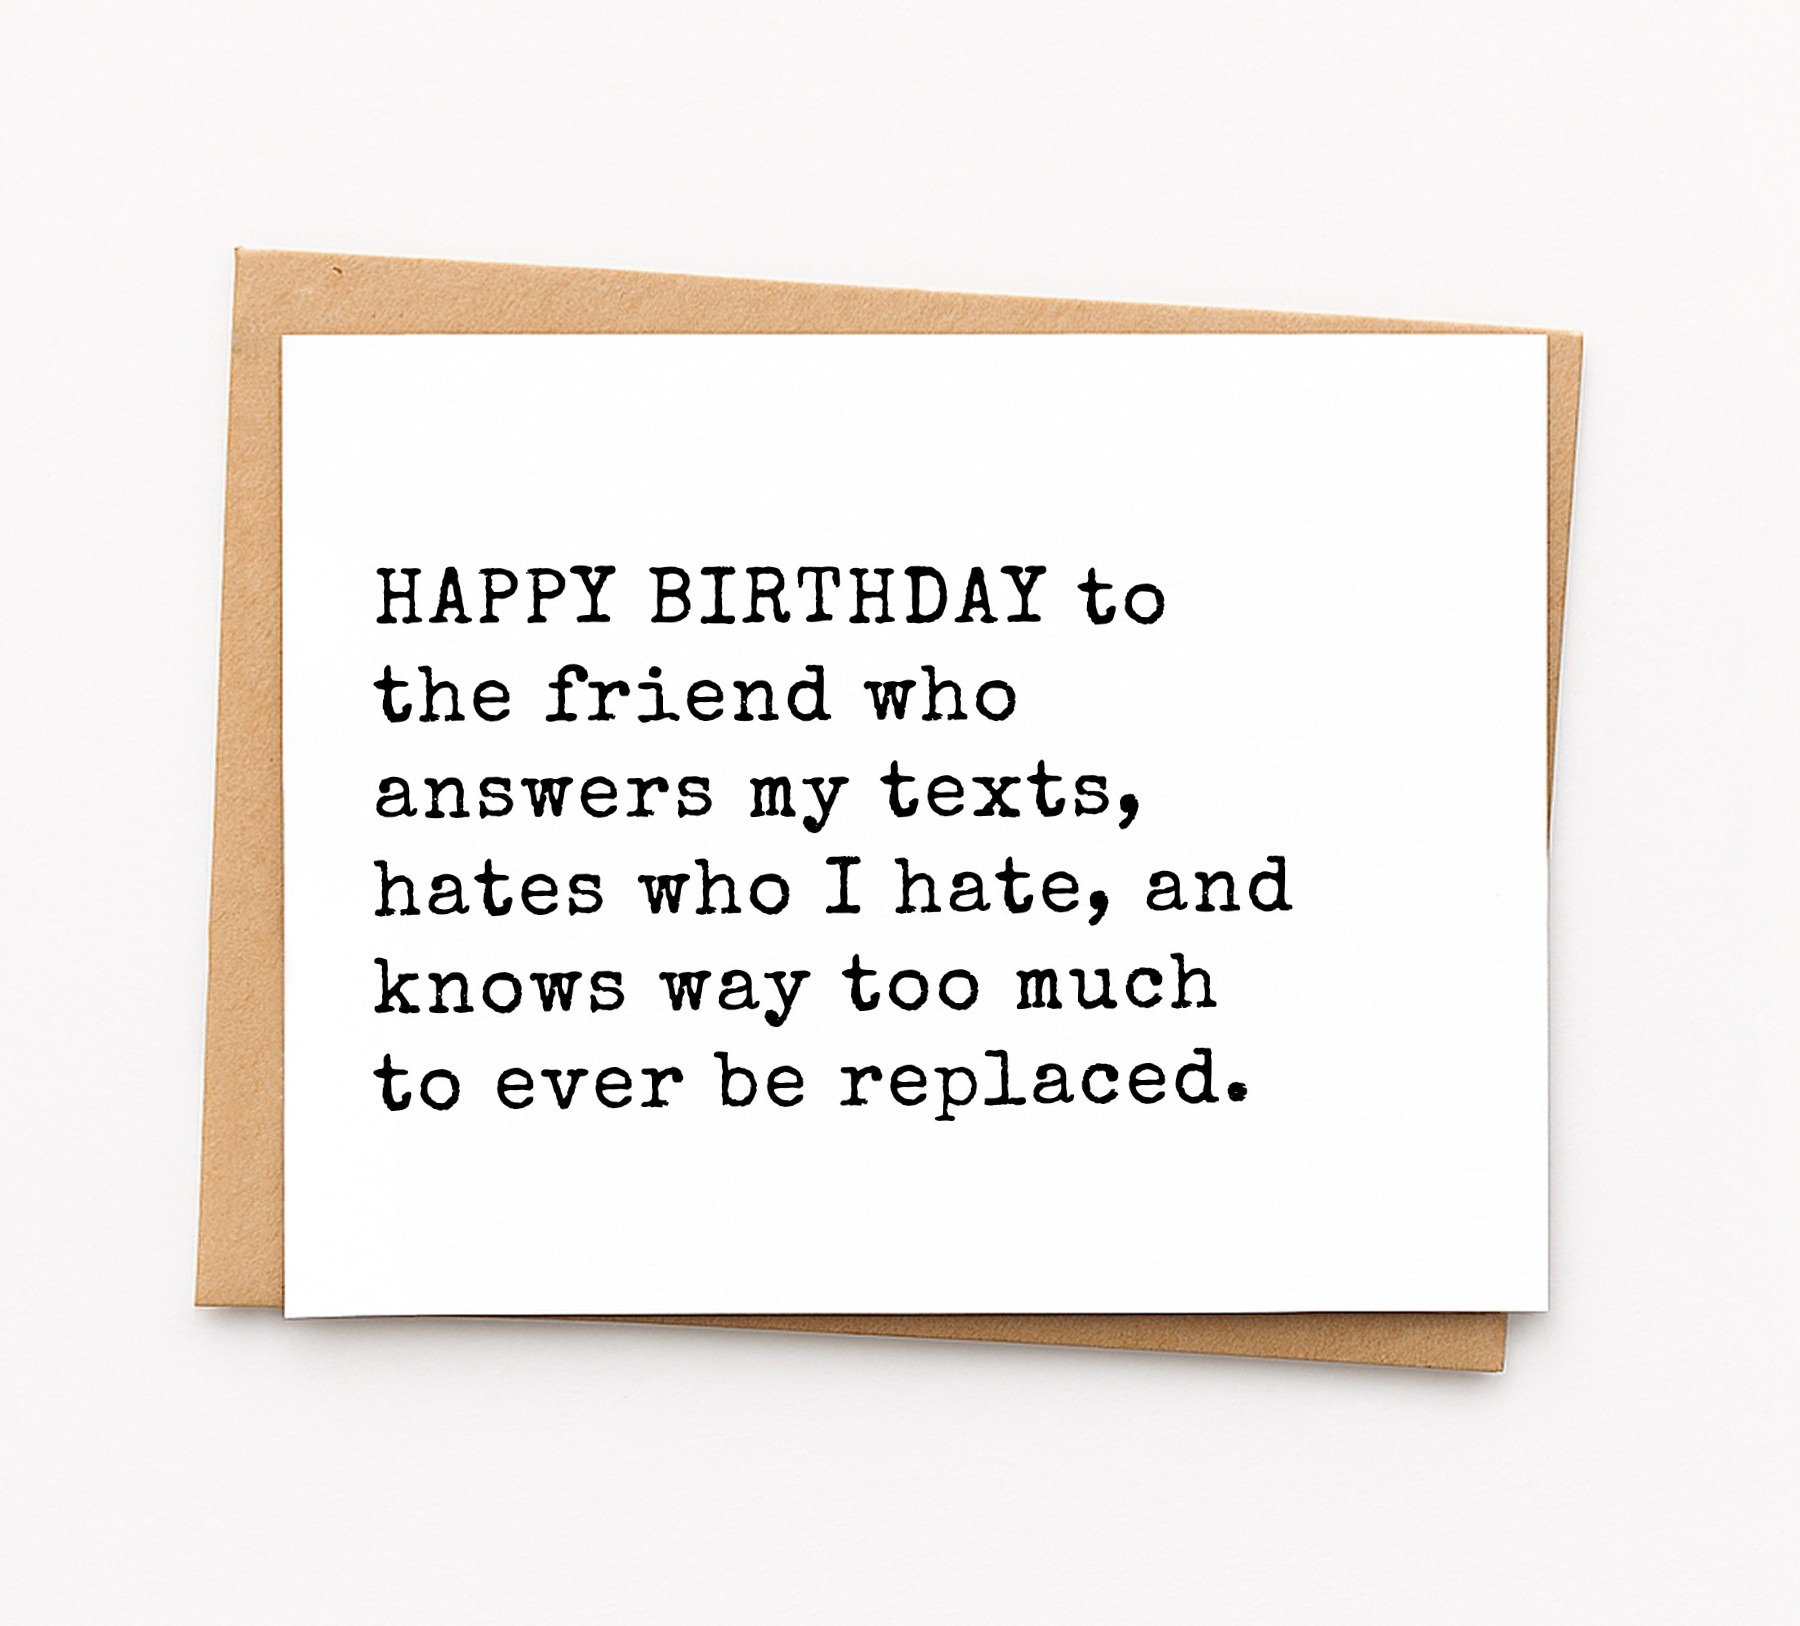 HAPPY BIRTHDAY to
the friend who
answers my texts,
hates who I hate, and
knows way too much
to ever be replaced.